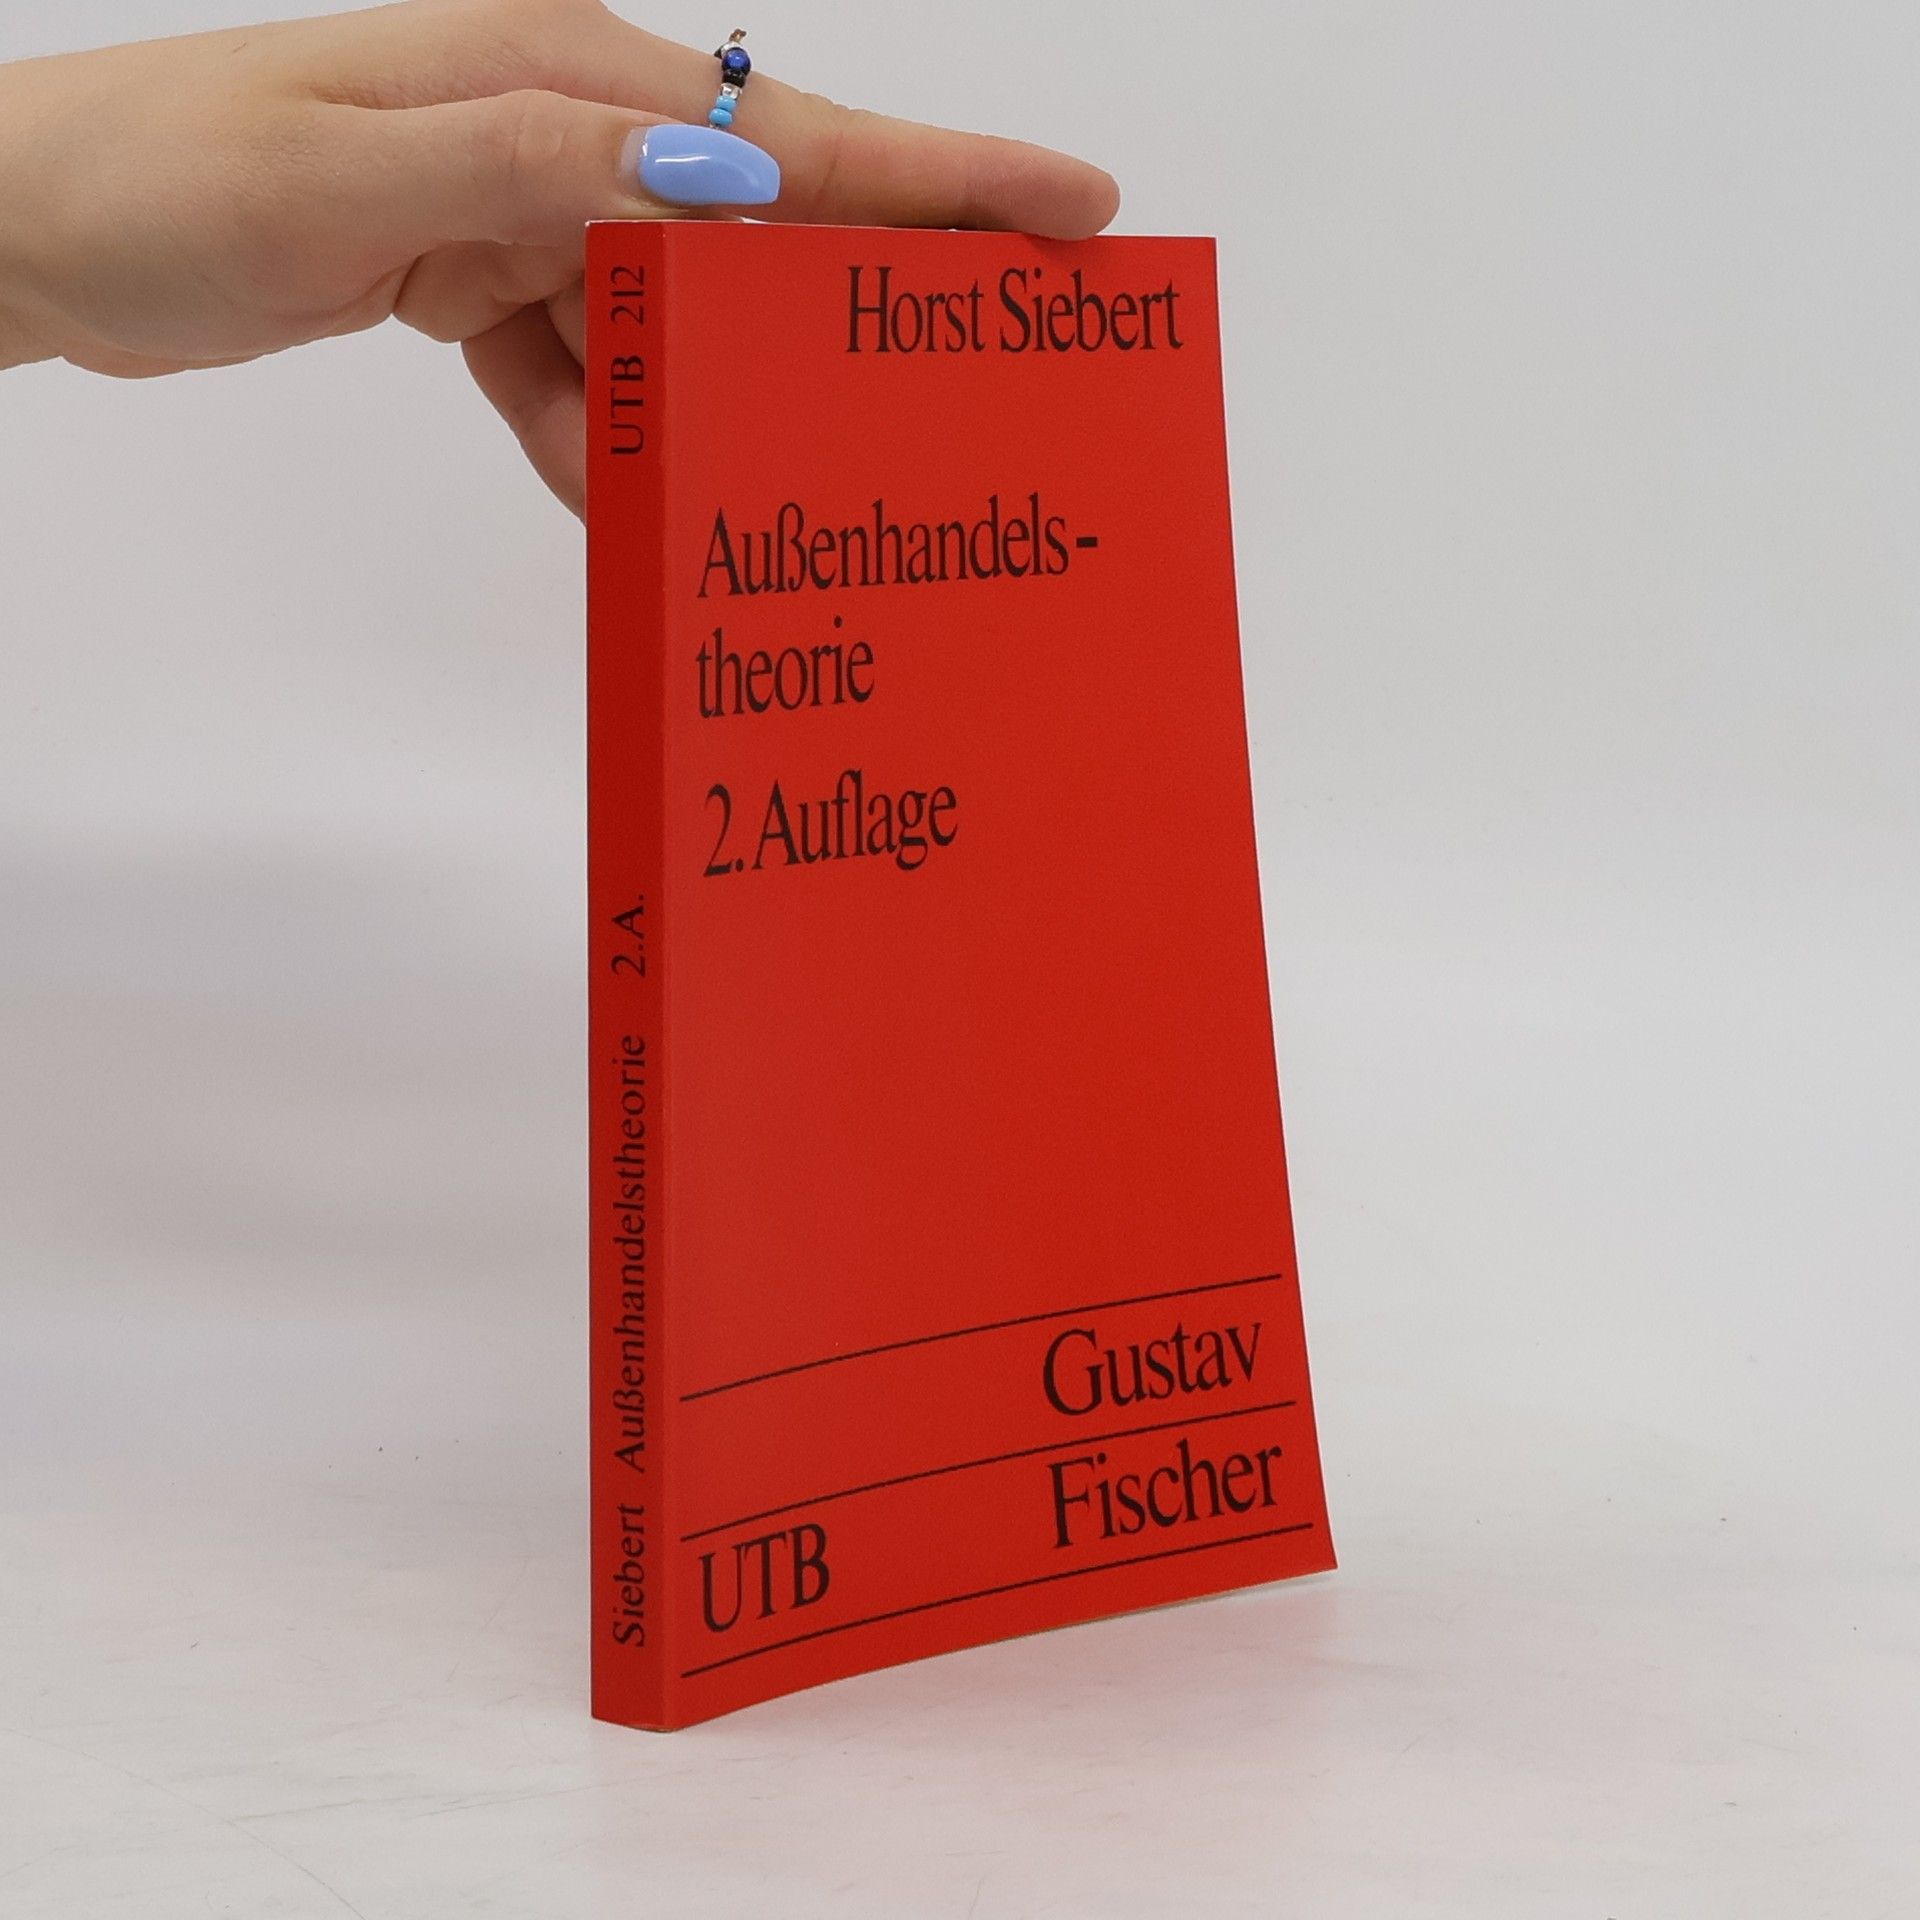 Horst Siebert
Außenhandels-
theorie
2. Auflage
Gustav
Fischer
UTB
Siebert Außenhandelstheorie 2.A. UTB 212